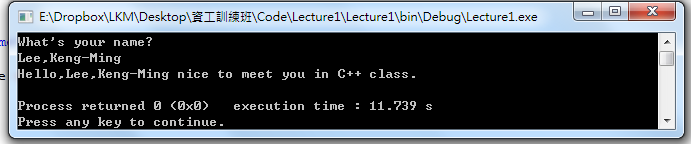 E:\Dropbox\LKM\Desktop\資工訓練班\Code\Lecture1\Lecture1\bin\Debug\Lecture1.exe
What's your name?
Lee,Keng-Ming
Hello,Lee,Keng-Ming nice to meet you in C++ class.
Process returned 0 (0x0)   execution time : 11.739 s
Press any key to continue.